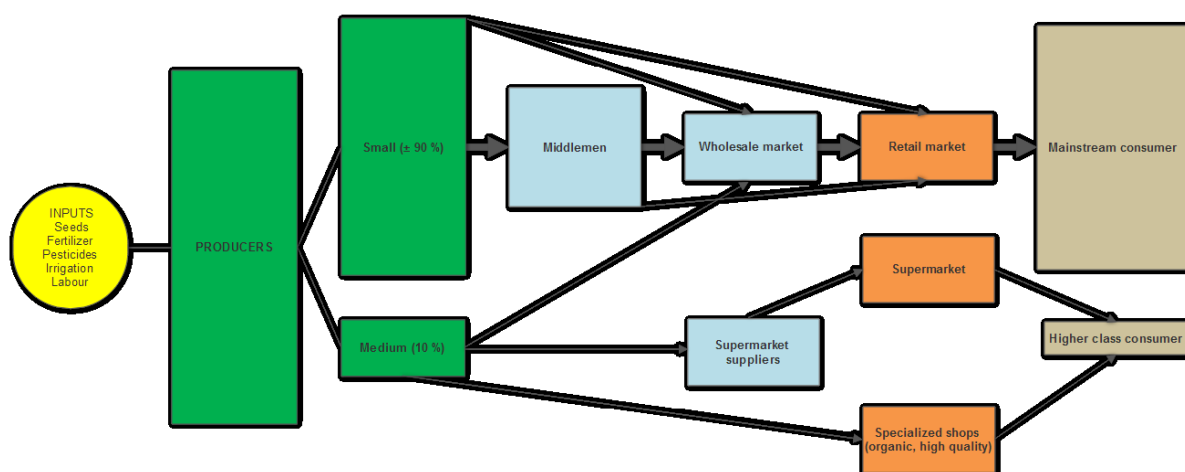 INPUTS
Seeds
Fertilizer
Pesticides
Irrigation
Labour
PRODUCERS
Small (± 90 %)
Medium (10 %)
Middlemen
Wholesale market
Retail market
Mainstream consumer
Supermarket
suppliers
Supermarket
Specialized shops
(organic, high quality)
Higher class consumer